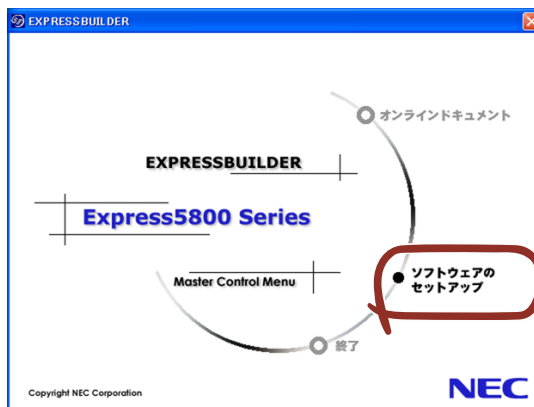 EXPRESSBUILDER
オンラインドキュメント
EXPRESSBUILDER
Express5800 Series
ソフトウェアの
セットアップ
Master Control Menu
終了
Copyright NEC Corporation
NEC